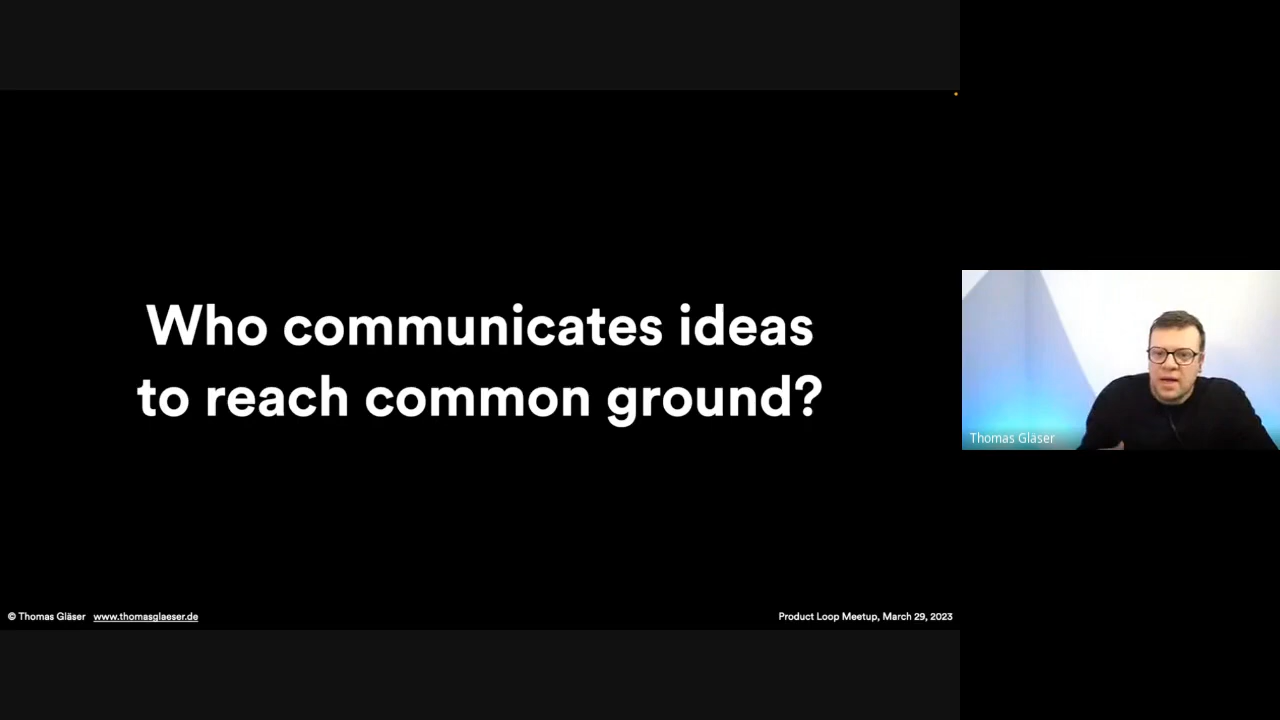 Who communicates ideas
to reach common ground?
Thomas Gläser
© Thomas Gläser www.thomasglaeser.de
Product Loop Meetup, March 29, 2023